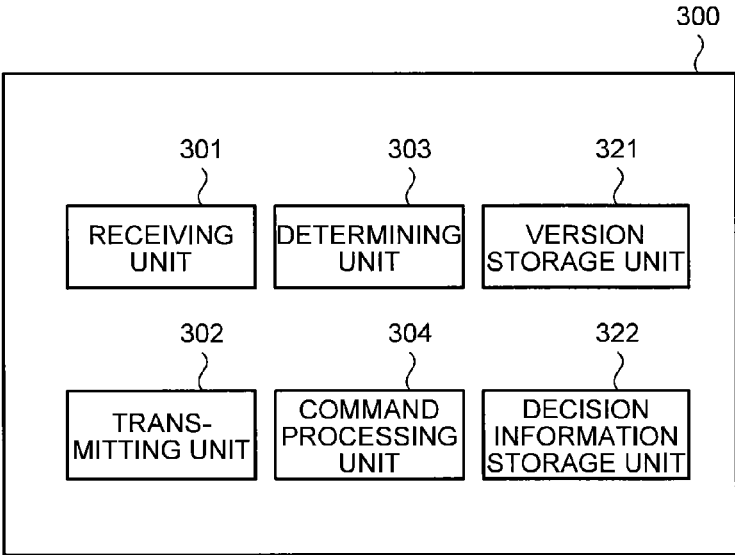 300
301
303
321
RECEIVING
UNIT
DETERMINING
UNIT
VERSION
STORAGE UNIT
302
304
322
TRANS-
MITTING UNIT
COMMAND
PROCESSING
UNIT
DECISION
INFORMATION
STORAGE UNIT